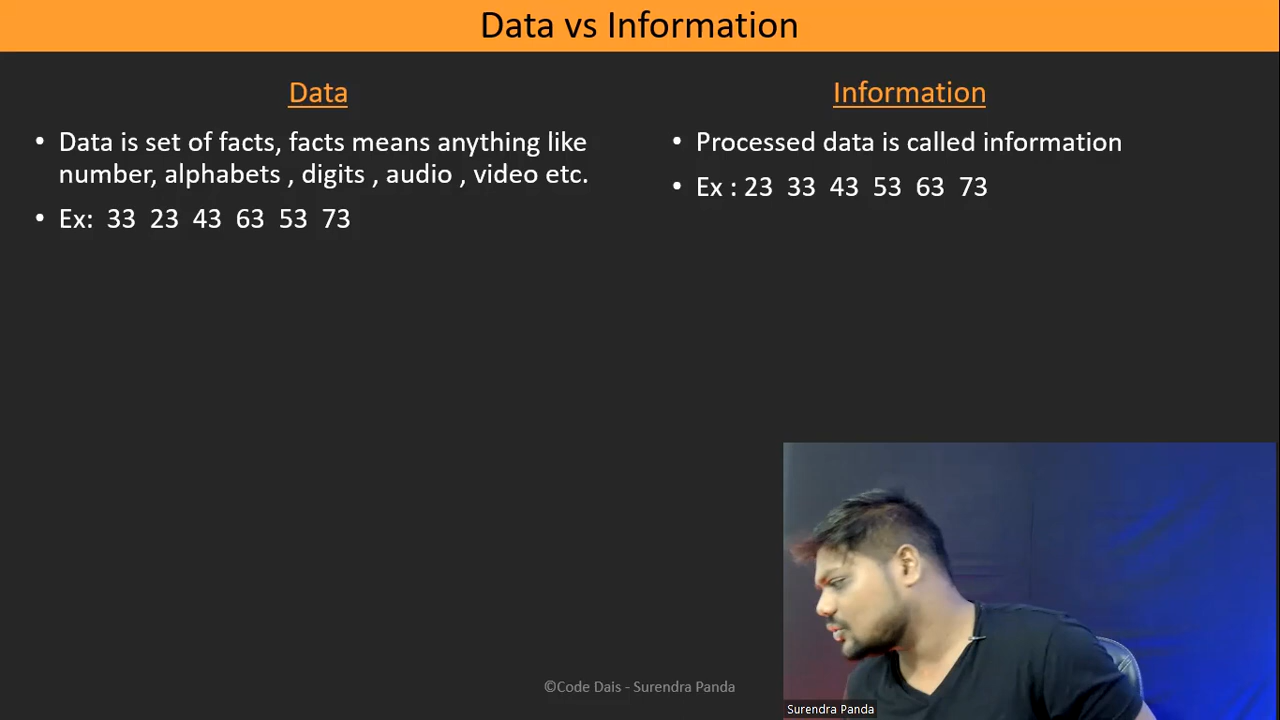 Data vs Information
Data
• Data is set of facts, facts means anything like
number, alphabets , digits , audio , video etc.
• Ex: 33 23 43 63 53 73
Information
• Processed data is called information
• Ex : 23 33 43 53 63 73
©Code Dais - Surendra Panda
Surendra Panda